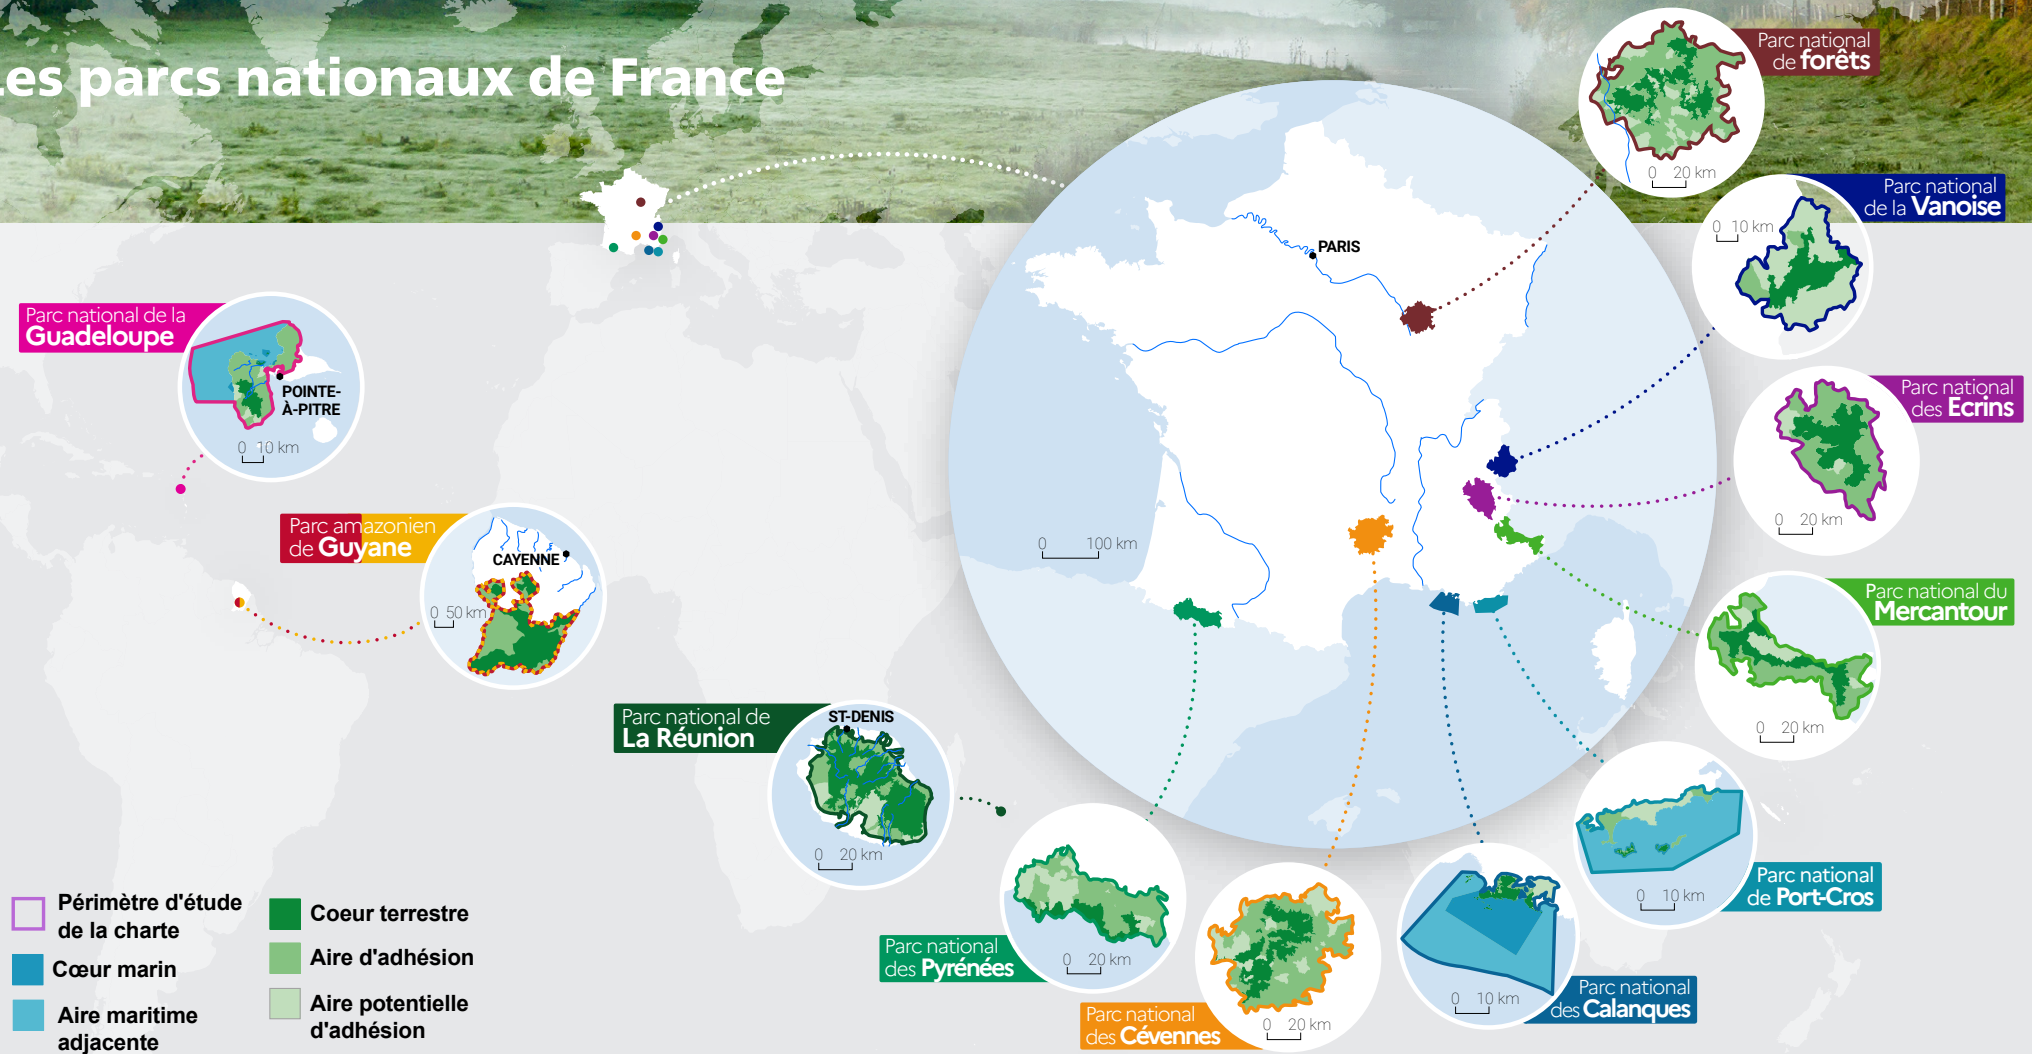 Les parcs nationaux de France
Parc national
de forêts
0 20 km
Parc national
de la Vanoise
0 10 km
PARIS
Parc national de la
Guadeloupe
POINTE-
À-PITRE
0 10 km
Parc national
des Ecrins
0 20 km
Parc amazonien
de Guyane
CAYENNE
0 50 km
0 100 km
Parc national du
Mercantour
0 20 km
Parc national de
La Réunion
ST-DENIS
0 20 km
Parc national
de Port-Cros
0 10 km
Parc national
des Pyrénées
0 20 km
Parc national
des Calanques
0 10 km
Parc national
des Cévennes
0 20 km
Périmètre d'étude
de la charte
Cœur marin
Aire maritime
adjacente
Coeur terrestre
Aire d'adhésion
Aire potentielle
d'adhésion